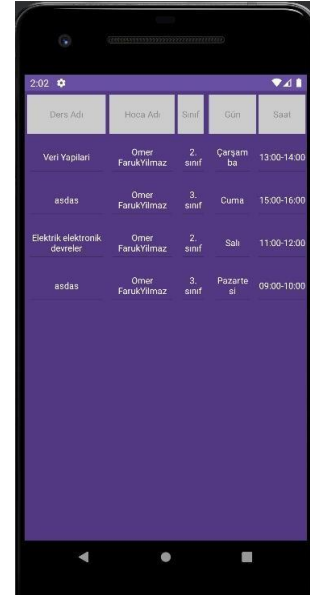 2:02
Ders Adı Hoca Adı Sınıf Gün Saat
Veri Yapilari Omer FarukYilmaz 2. sınıf Çarşam ba 13:00-14:00
asdas Omer FarukYilmaz 3. sınıf Cuma 15:00-16:00
Elektrik elektronik devreler Omer FarukYilmaz 2. sınıf Salı 11:00-12:00
asdas Omer FarukYilmaz 3. sınıf Pazarte si 09:00-10:00